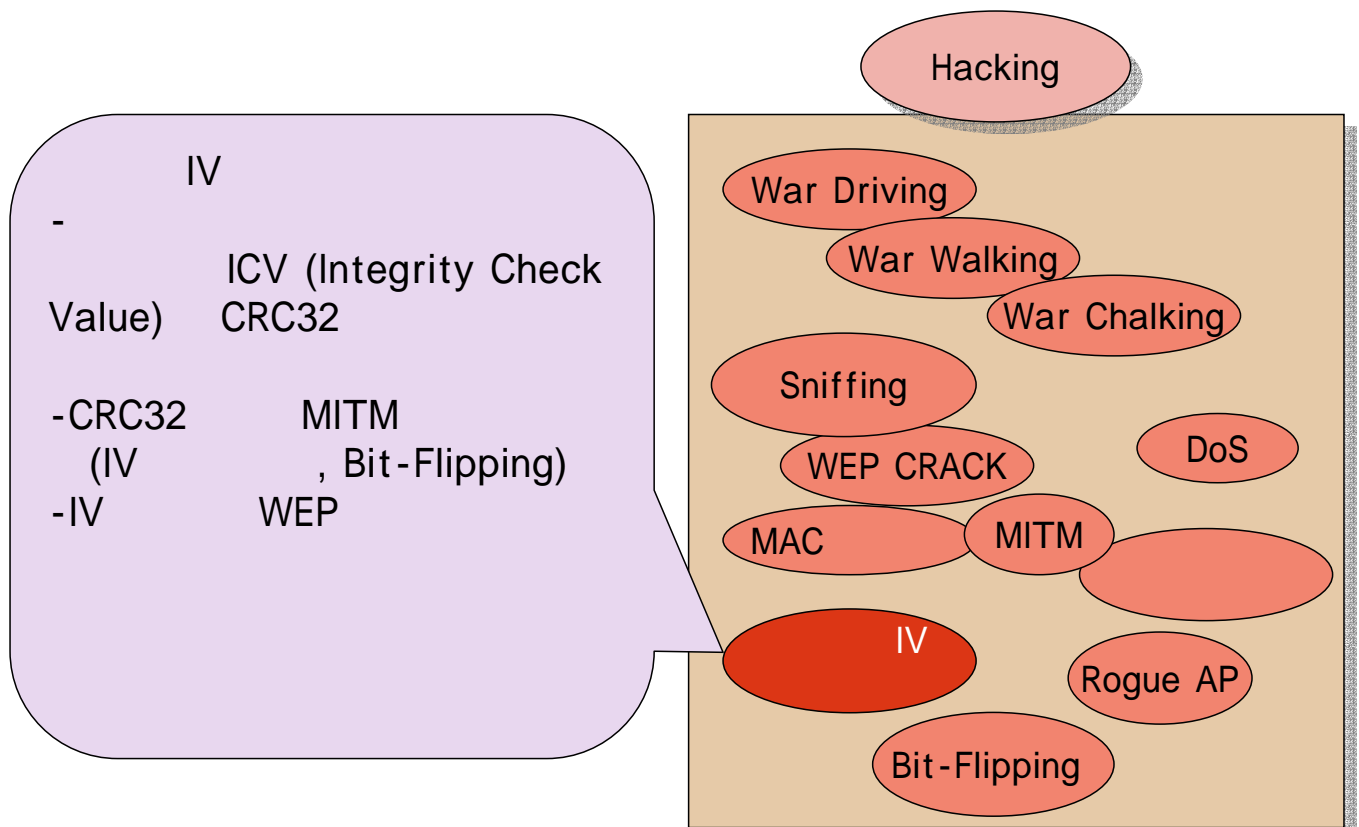 Hacking
IV
-
ICV (Integrity Check
Value) CRC32
-CRC32 MITM
(IV , Bit-Flipping)
-IV WEP
War Driving
War Walking
War Chalking
Sniffing
DoS
WEP CRACK
MAC
MITM
IV
Rogue AP
Bit-Flipping